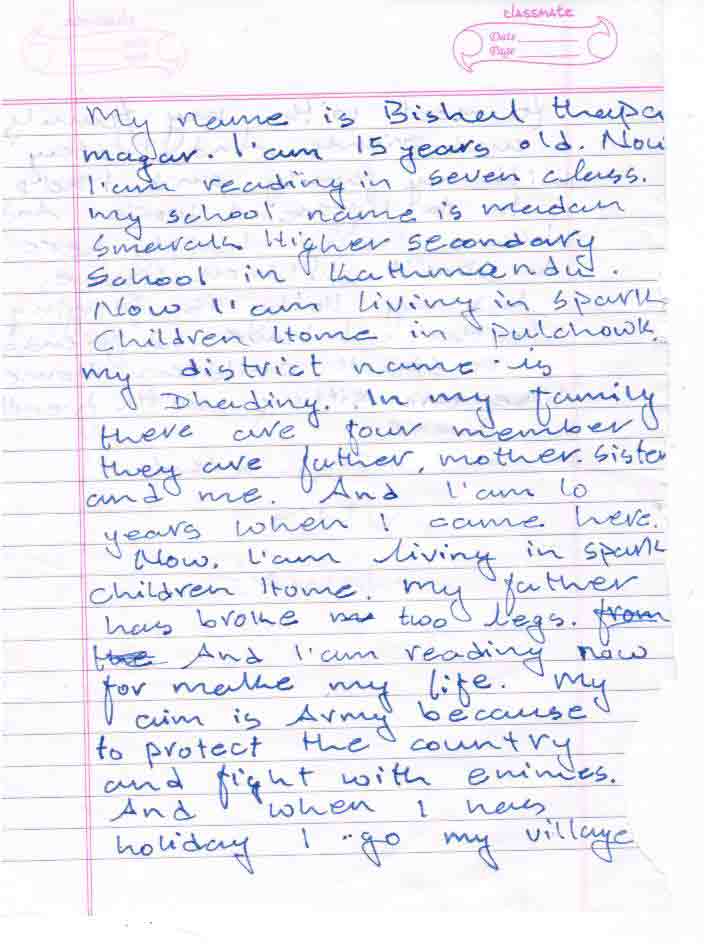 classmate
Date
Page
My name is Bishal thapa
magar. I'am 15 years old. Now
I'am reading in seven class.
My school name is madan
Smarak Higher secondary
School in Kathmandu.
Now I'am living in Spark
Children Home in pulchowk.
my district name is
Dhading. In my family
there are four member
they are father, mother. Sister
and me. And I'am 10
years when I came here.
Now, I'am living in spark
children Home. My father
has broke two legs. from
the And I'am reading now
for make my life. My
aim is Army because
to protect the country
and fight with enimes.
And when I has
holiday I go my village